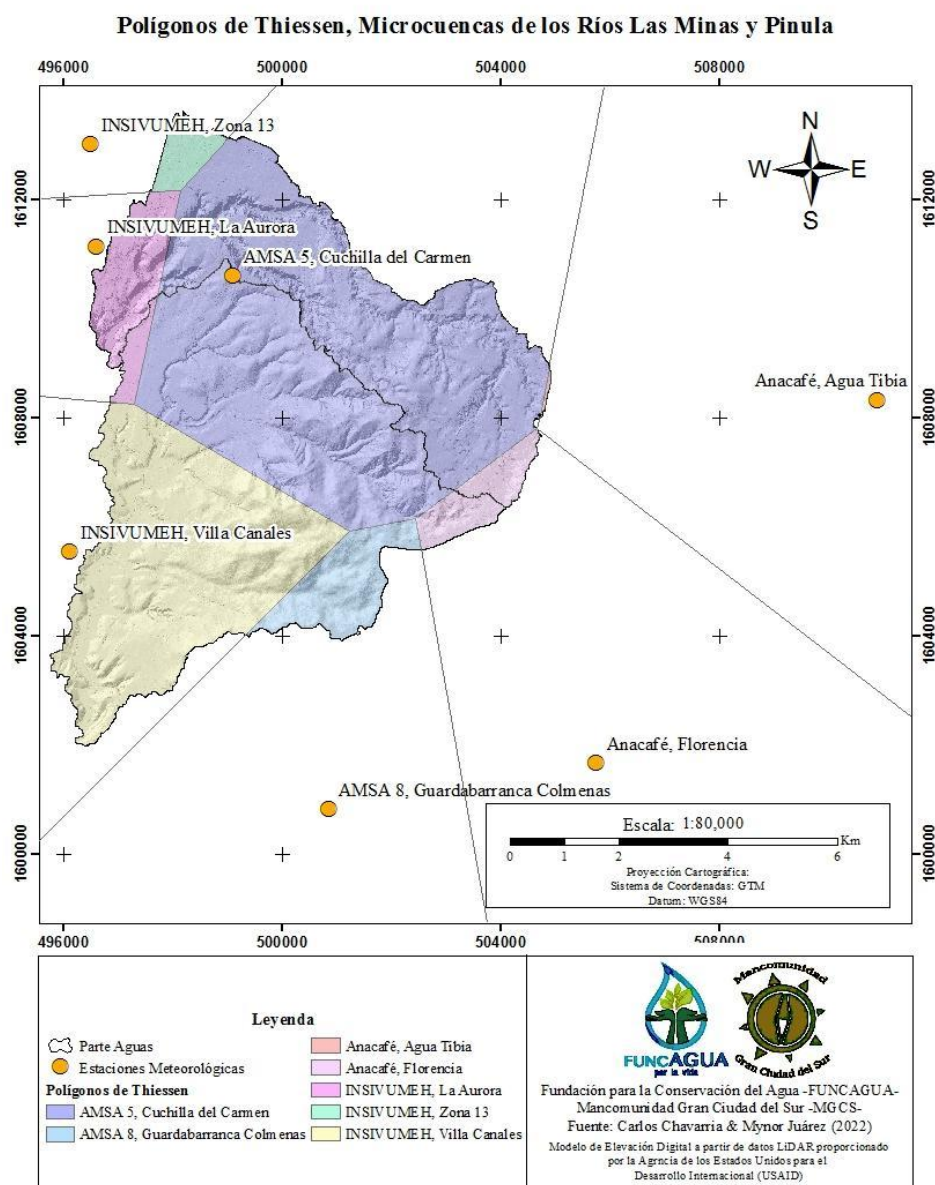 Polígonos de Thiessen, Microcuencas de los Ríos Las Minas y Pinula
496000 500000 504000 508000
N
W E
S
INSIVUMEH, Zona 13
1612000 1612000
INSIVUMEH, La Aurora
AMSA 5, Cuchilla del Carmen
Anacafé, Agua Tibia
1608000 1608000
INSIVUMEH, Villa Canales
1604000 1604000
Anacafé, Florencia
AMSA 8, Guardabarranca Colmenas
1600000 1600000
Escala: 1:80,000
Km
0 1 2 4 6
Proyección Cartográfica:
Sistema de Coordenadas: GTM
Datum: WGS84
496000 500000 504000 508000
Leyenda
Parte Aguas
Estaciones Meteorológicas
Polígonos de Thiessen
AMSA 5, Cuchilla del Carmen
AMSA 8, Guardabarranca Colmenas
Anacafé, Agua Tibia
Anacafé, Florencia
INSIVUMEH, La Aurora
INSIVUMEH, Zona 13
INSIVUMEH, Villa Canales
FUNCAGUA
por la vida
Mancomunidad
Gran Ciudad del Sur
Fundación para la Conservación del Agua -FUNCAGUA-
Mancomunidad Gran Ciudad del Sur -MGCS-
Fuente: Carlos Chavarria & Mynor Juárez (2022)
Modelo de Elevación Digital a partir de datos LiDAR proporcionado
por la Agrncia de los Estados Unidos para el
Desarrollo Internacional (USAID)